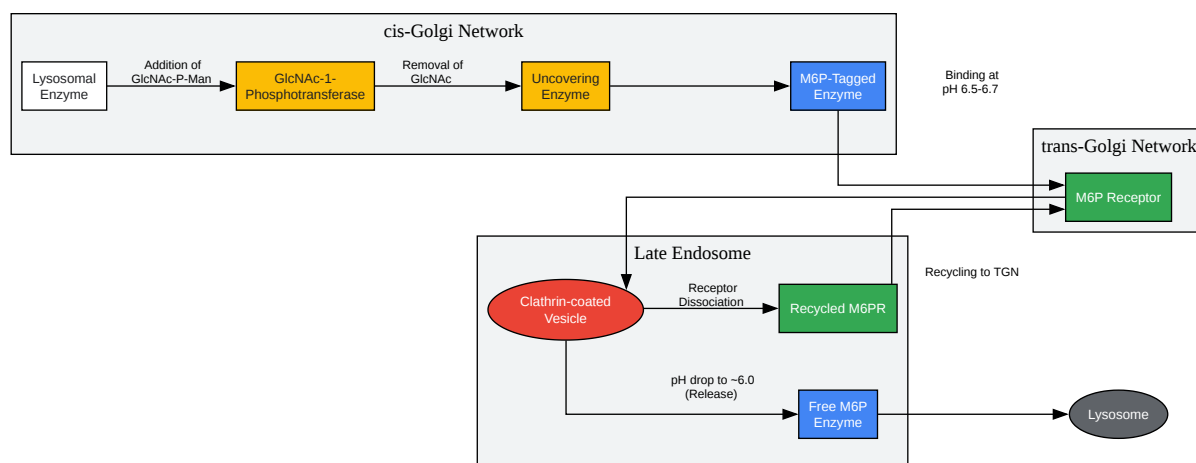 cis-Golgi Network
Lysosomal
Enzyme
Addition of
GlcNAc-P-Man
GlcNAc-1-
Phosphotransferase
Removal of
GlcNAc
Uncovering
Enzyme
M6P-Tagged
Enzyme
Binding at
pH 6.5-6.7
trans-Golgi Network
M6P Receptor
Late Endosome
Recycling to TGN
Clathrin-coated
Vesicle
Receptor
Dissociation
Recycled M6PR
pH drop to ~6.0
(Release)
Free M6P
Enzyme
Lysosome